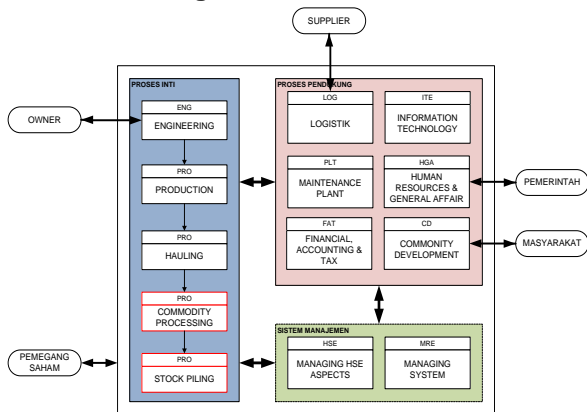 SUPPLIER
PROSES INTI
PROSES PENDUKUNG
ENG
ENGINEERING
LOG
LOGISTIK
ITE
INFORMATION
TECHNOLOGY
OWNER
PRO
PRODUCTION
PLT
MAINTENANCE
PLANT
HGA
HUMAN
RESOURCES &
GENERAL
AFFAIR
PEMERINTAH
PRO
HAULING
FAT
FINANCIAL,
ACCOUNTING &
TAX
CD
COMMONITY
DEVELOPMENT
MASYARAKAT
PRO
COMMODITY
PROCESSING
SISTEM MANAJEMEN
PEMEGANG
SAHAM
PRO
STOCK PILING
HSE
MANAGING HSE
ASPECTS
MRE
MANAGING
SYSTEM